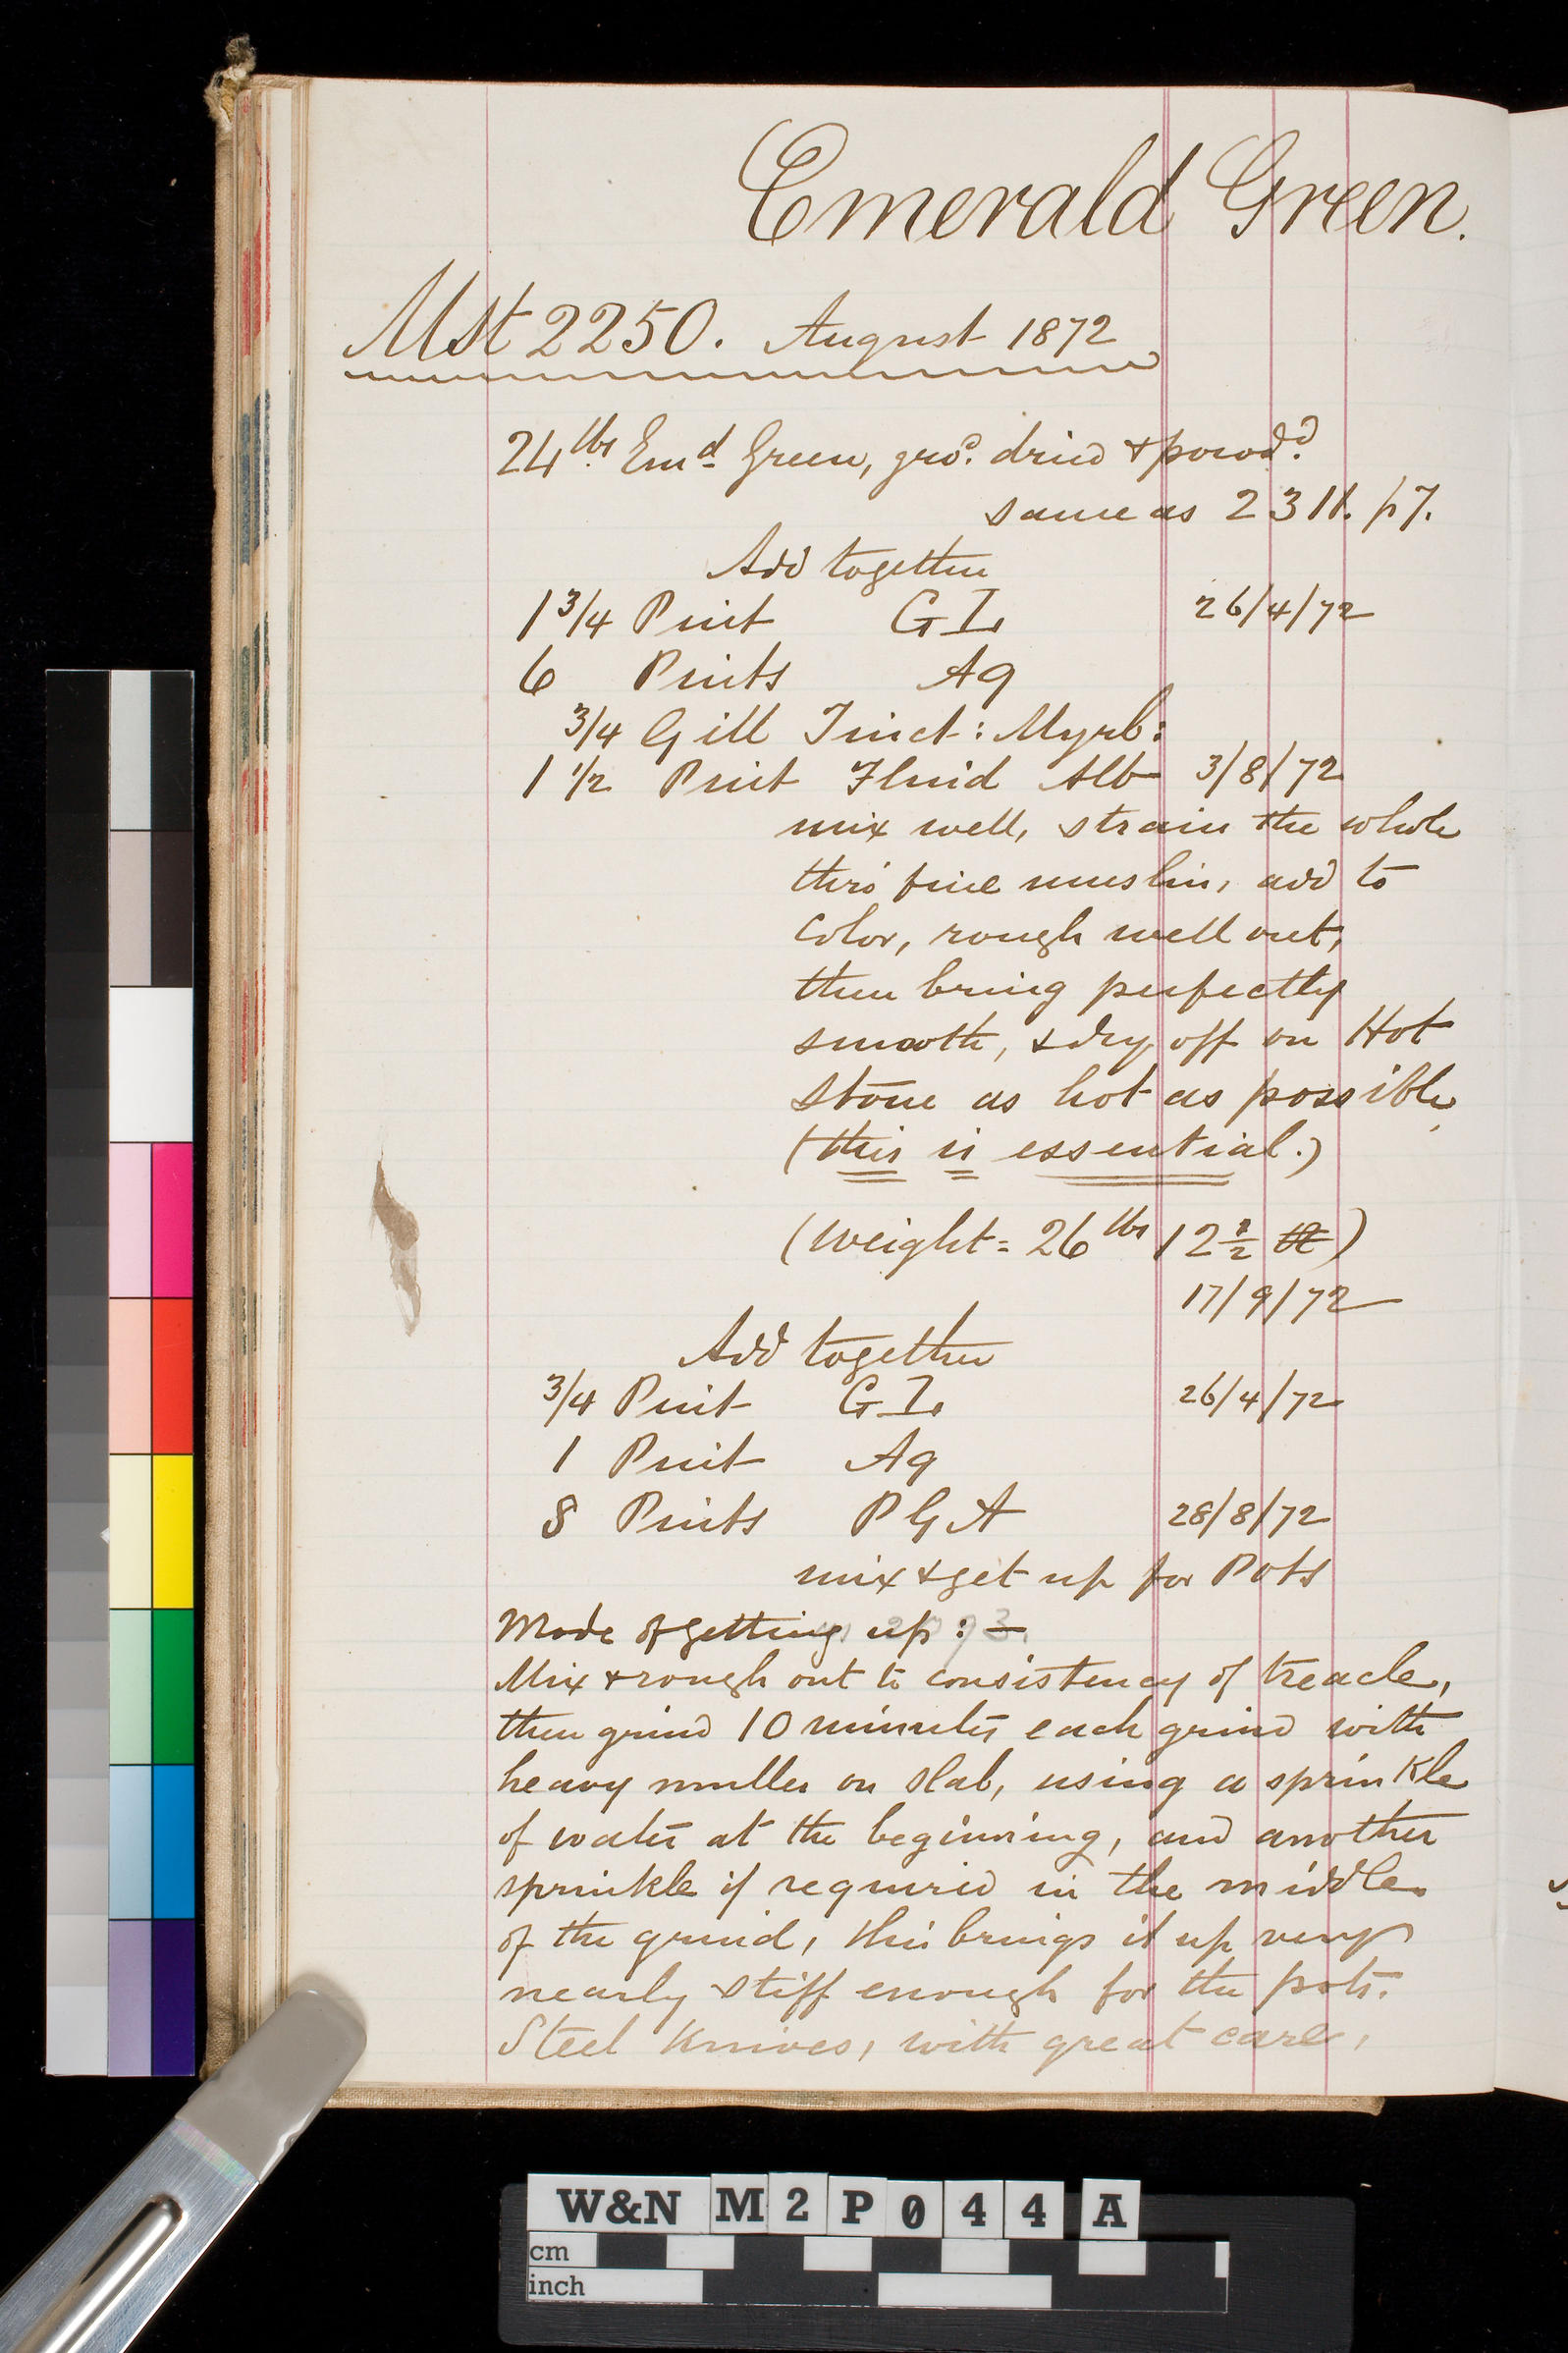 Emerald Green.
Mst 2250. August 1872
24 lbs Emd Green, grd. dried & powdd.
same as 2311. p7.
Add together
1 3/4 Pint GL 26/4/72
6 Pints Aq
3/4 Gill Tinct: Myrb:
1 1/2 Pint Fluid Alb 3/8/72
mix well, strain the whole
thro' fine muslin, add to
color, rough well out,
then bring perfectly
smooth, & dry off on Hot
Stone as hot as possible
(this is essential.)
(Weight = 26 lbs 12 1/2)
17/9/72
Add together
3/4 Pint GL 26/4/72
1 Pint Aq
8 Pints PGA 28/8/72
mix & get up for Pots
Mode of getting up: —
Mix & rough out to consistency of treacle,
then grind 10 minutes each grind with
heavy muller on slab, using a sprinkle
of water at the beginning, and another
sprinkle if required in the middle
of the grind, this brings it up very
nearly stiff enough for the pots.
Steel Knives, with great care,
W&N M2P044A
cm
inch